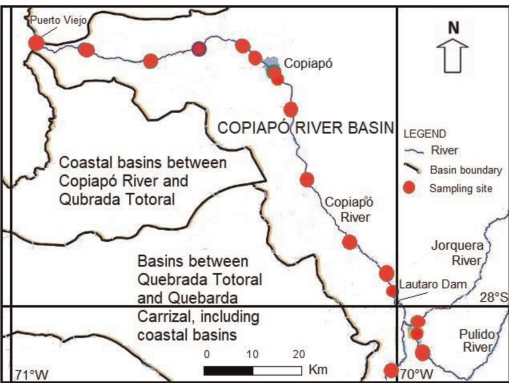 Puerto Viejo
N
Copiapó
COPIAPÓ RIVER BASIN
LEGEND
River
Basin boundary
Sampling site
Coastal basins between
Copiapó River and
Qubrada Totoral
Copiapò
River
Jorquera
River
Basins between
Quebrada Totoral
and Quebarda
Carrizal, including
coastal basins
Lautaro Dam
28°S
Pulido
River
0 10 20
Km
71°W
70°W